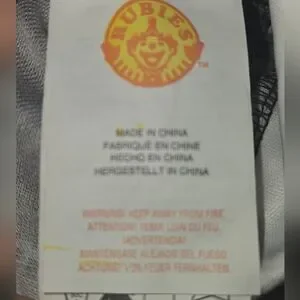 RUBIES
TM
MADE IN CHINA
FABRIQUÉ EN CHINE
HECHO EN CHINA
HERGESTELLT IN CHINA
WARNING: KEEP AWAY FROM FIRE.
ATTENTION! TENIR LOIN DU FEU.
¡ADVERTENCIA!
MANTENGASE ALEJADO DEL FUEGO.
ACHTUNG! VON FEUER FERNHALTEN.